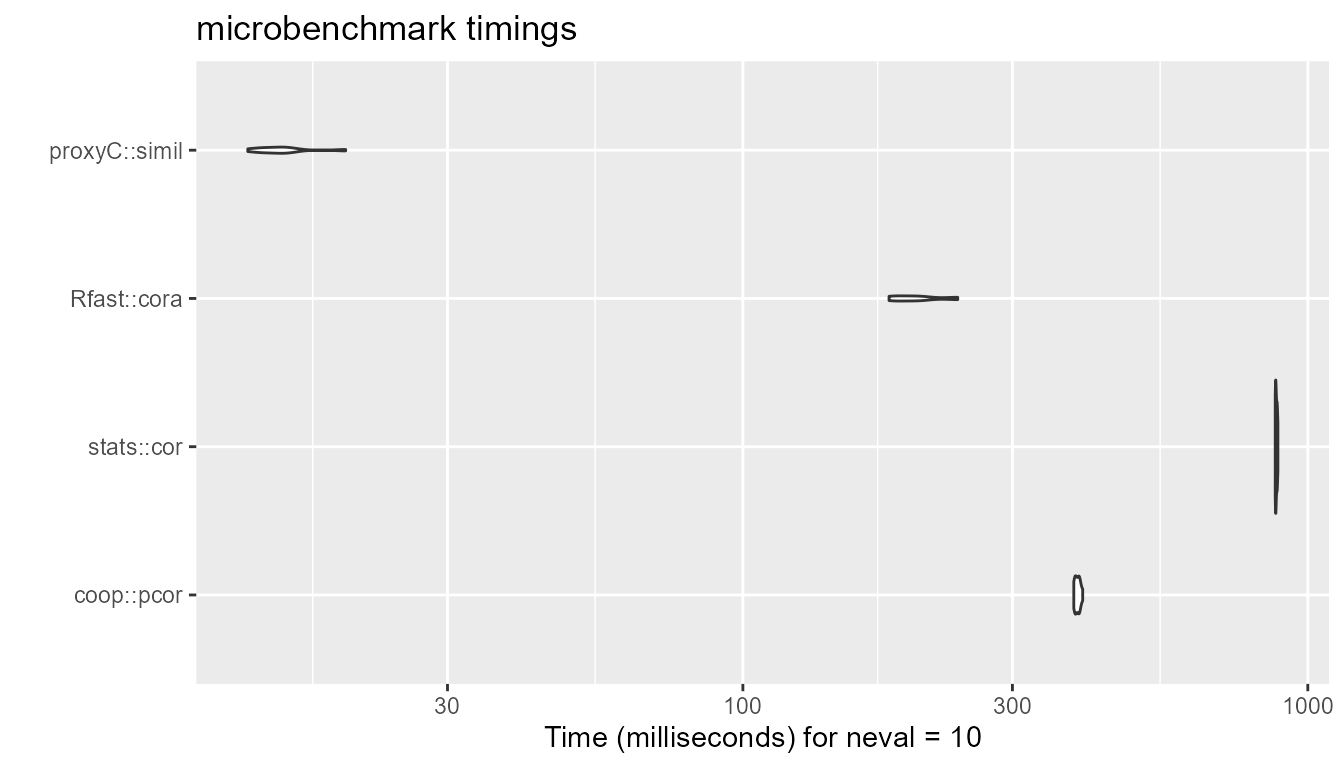 microbenchmark timings
proxyC::simil
Rfast::cora
stats::cor
coop::pcor
30 100 300 1000
Time (milliseconds) for neval = 10